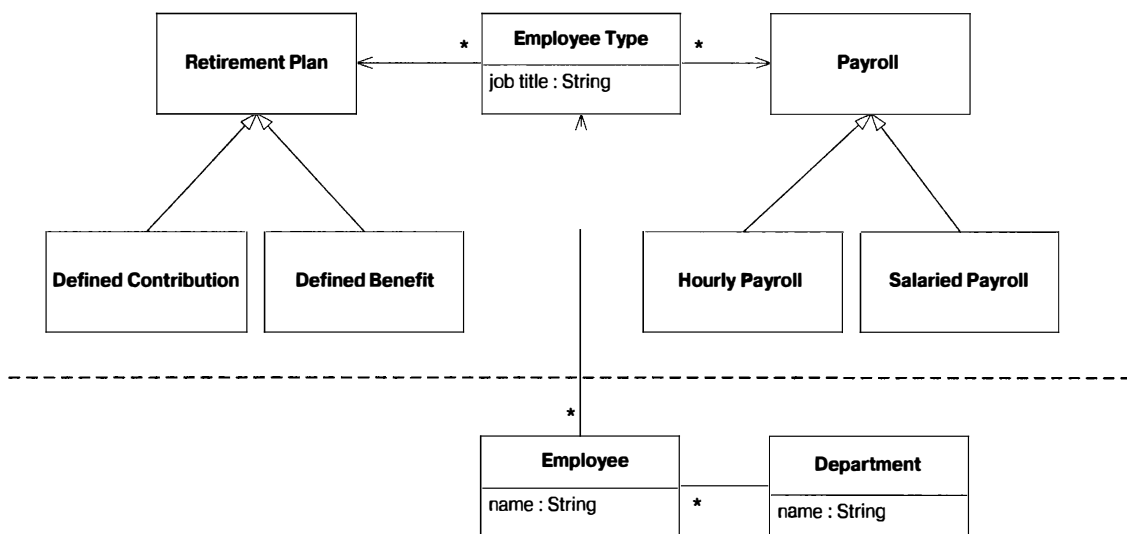 Retirement Plan
*
Employee Type
job title : String
*
Payroll
Defined Contribution
Defined Benefit
Hourly Payroll
Salaried Payroll
*
Employee
name : String
*
Department
name : String